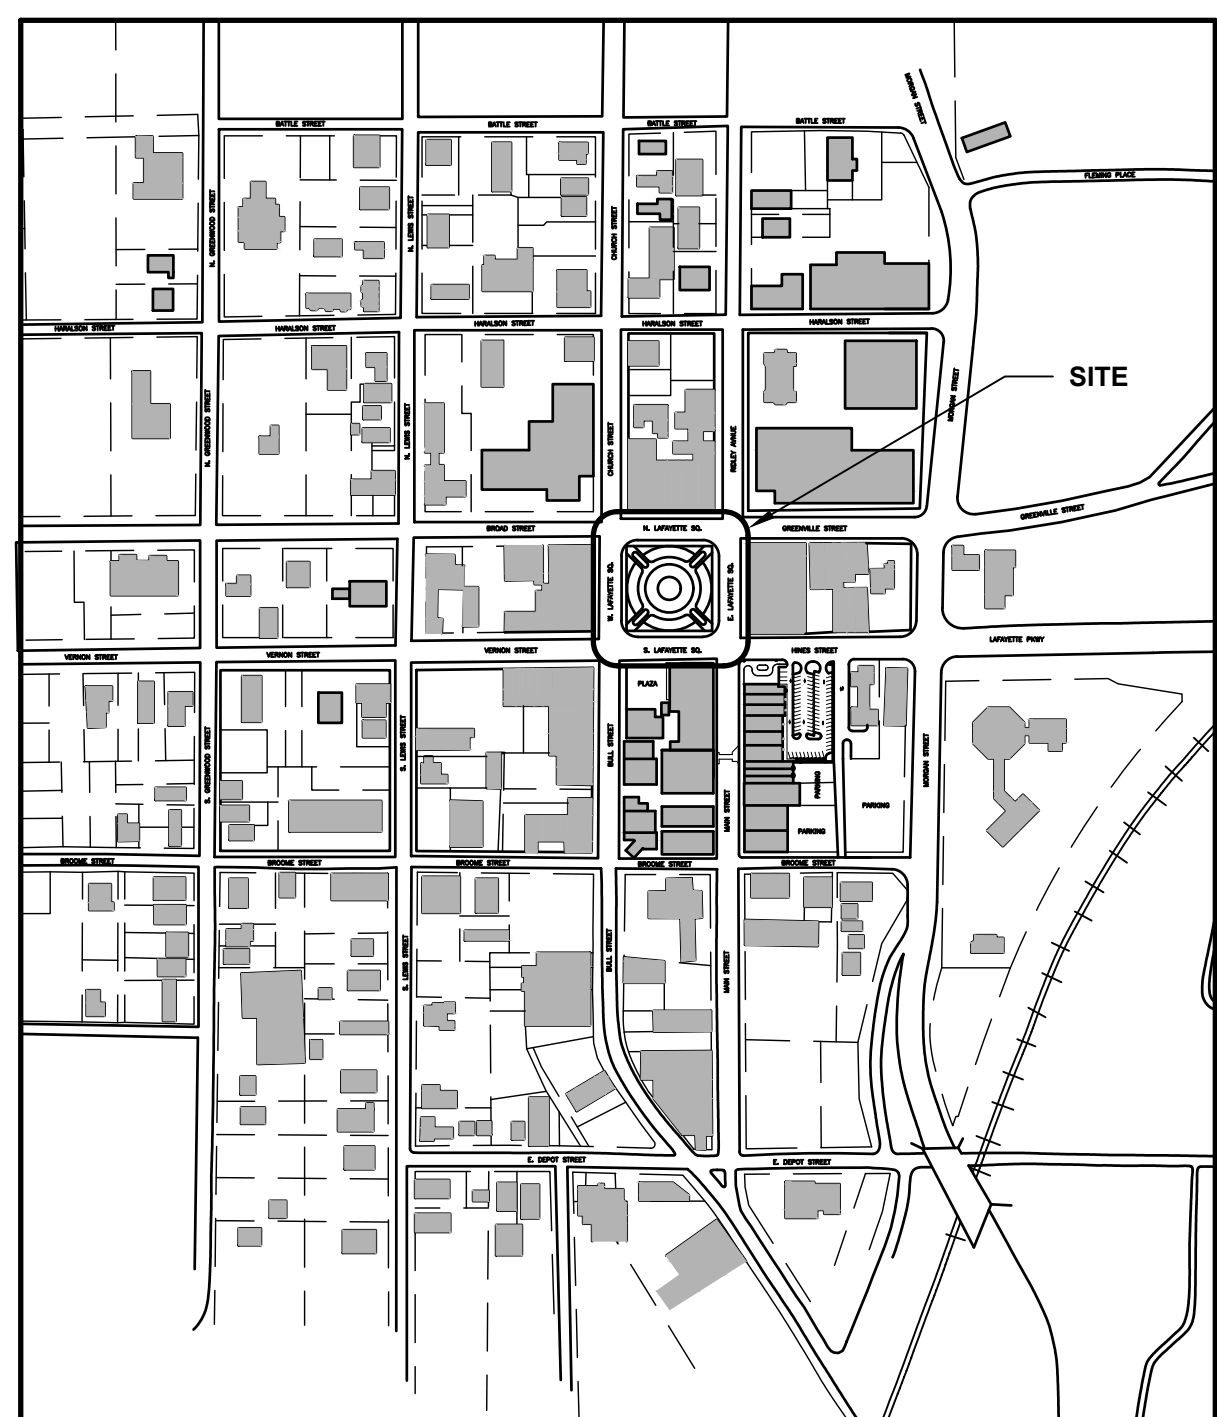 MORGAN STREET
BATTLE STREET
BATTLE STREET
BATTLE STREET
BATTLE STREET
FLEMING PLACE
N. GREENWOOD STREET
N. LEWIS STREET
CHURCH STREET
HARALSON STREET
HARALSON STREET
HARALSON STREET
HARALSON STREET
HARALSON STREET
SITE
MORGAN STREET
N. GREENWOOD STREET
N. LEWIS STREET
CHURCH STREET
RIDLEY AVNUE
GREENVILLE STREET
BROAD STREET
N. LAFAYETTE SQ.
GREENVILLE STREET
W. LAFAYETTE SQ.
E. LAFAYETTE SQ.
LAFAYETTE PKWY
VERNON STREET
VERNON STREET
VERNON STREET
S. LAFAYETTE SQ.
HINES STREET
PLAZA
S. GREENWOOD STREET
S. LEWIS STREET
BULL STREET
MAIN STREET
MORGAN STREET
PARKING
PARKING
PARKING
BROOME STREET
BROOME STREET
BROOME STREET
BROOME STREET
BROOME STREET
S. LEWIS STREET
BULL STREET
MAIN STREET
E. DEPOT STREET
E. DEPOT STREET